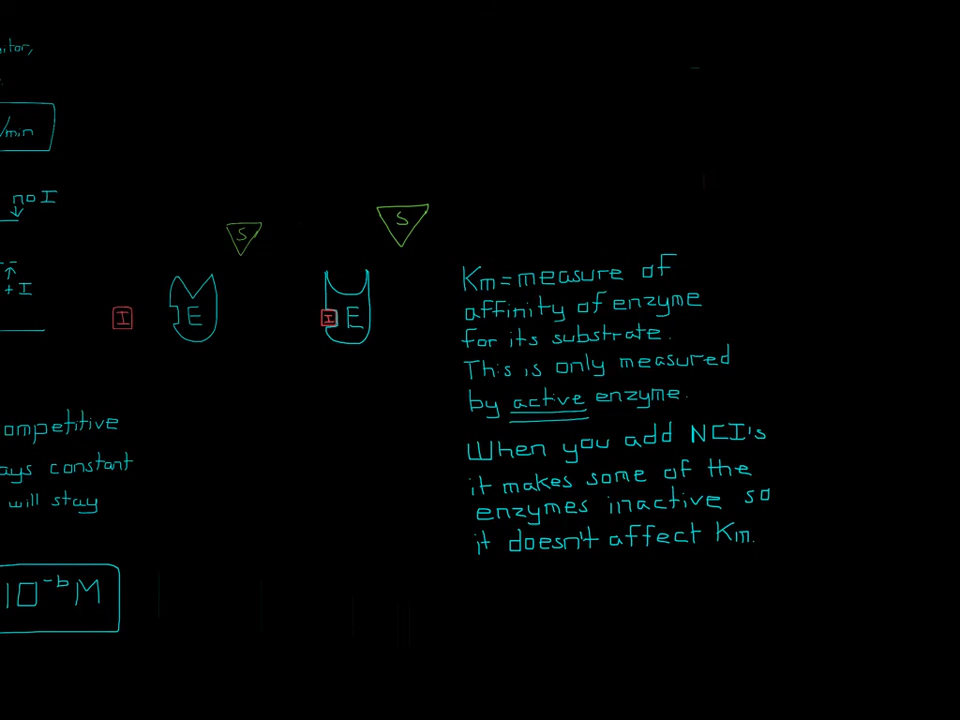 /min
no I
+ I
S
S
I
E
I
E
Km = measure of
affinity of enzyme
for its substrate.
This is only measured
by active enzyme.
When you add NCI's
it makes some of the
enzymes inactive so
it doesn't affect Km.
ompetitive
ays constant
will stay
10⁻⁶ M